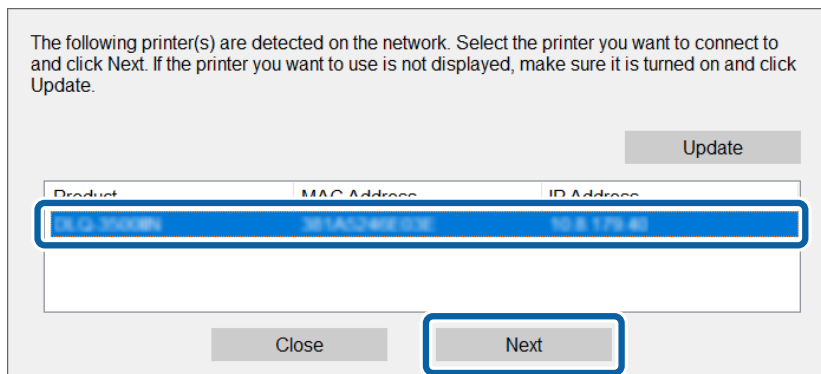 The following printer(s) are detected on the network. Select the printer you want to connect to
and click Next. If the printer you want to use is not displayed, make sure it is turned on and click
Update.
Update
Product MAC Address IP Address
Close Next